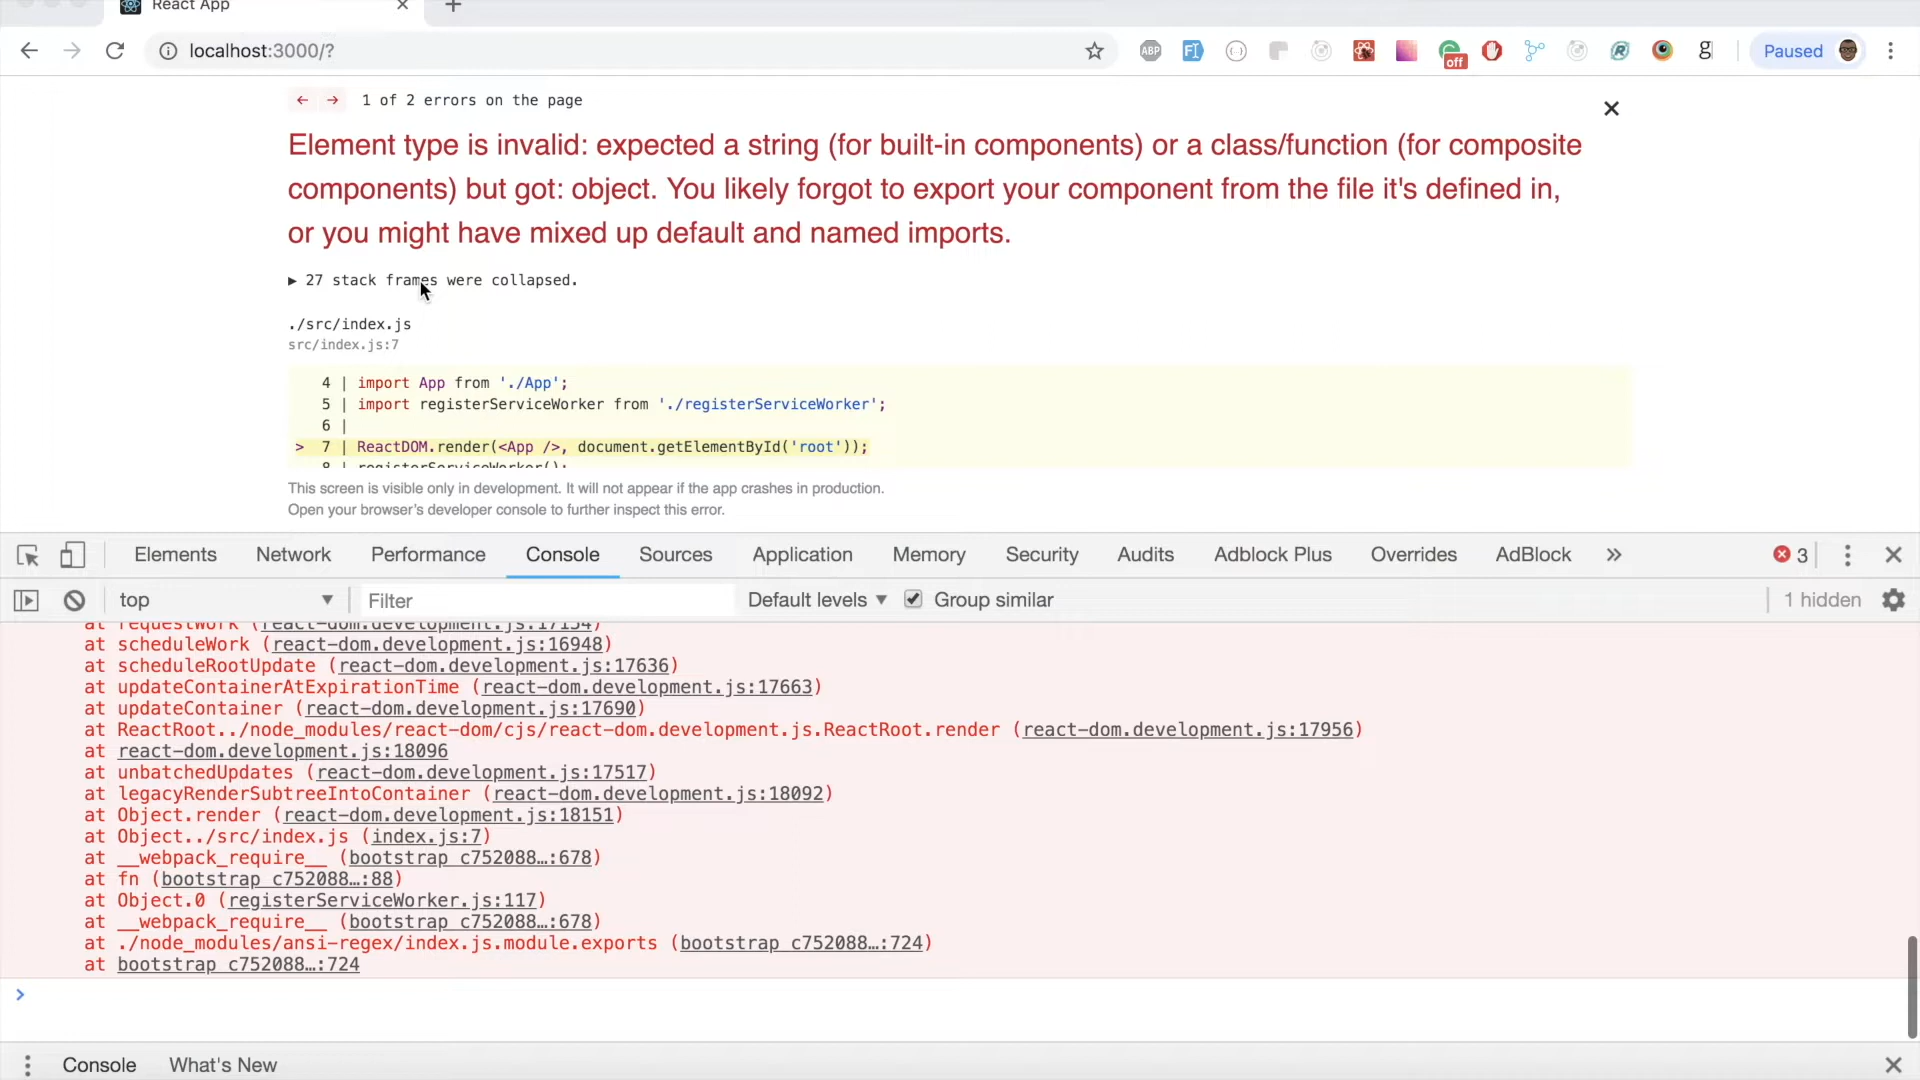 React App
localhost:3000/?
ABP
off
g
Paused
1 of 2 errors on the page
Element type is invalid: expected a string (for built-in components) or a class/function (for composite
components) but got: object. You likely forgot to export your component from the file it's defined in,
or you might have mixed up default and named imports.
▶ 27 stack frames were collapsed.
./src/index.js
src/index.js:7
4 | import App from './App';
5 | import registerServiceWorker from './registerServiceWorker';
6 |
> 7 | ReactDOM.render(<App />, document.getElementById('root'));
8 | registerServiceWorker();
This screen is visible only in development. It will not appear if the app crashes in production.
Open your browser’s developer console to further inspect this error.
Elements Network Performance Console Sources Application Memory Security Audits Adblock Plus Overrides AdBlock » 3
top Filter Default levels Group similar 1 hidden
at requestWork (react-dom.development.js:17154)
at scheduleWork (react-dom.development.js:16948)
at scheduleRootUpdate (react-dom.development.js:17636)
at updateContainerAtExpirationTime (react-dom.development.js:17663)
at updateContainer (react-dom.development.js:17690)
at ReactRoot../node_modules/react-dom/cjs/react-dom.development.js.ReactRoot.render (react-dom.development.js:17956)
at react-dom.development.js:18096
at unbatchedUpdates (react-dom.development.js:17517)
at legacyRenderSubtreeIntoContainer (react-dom.development.js:18092)
at Object.render (react-dom.development.js:18151)
at Object../src/index.js (index.js:7)
at __webpack_require__ (bootstrap c752088…:678)
at fn (bootstrap c752088…:88)
at Object.0 (registerServiceWorker.js:117)
at __webpack_require__ (bootstrap c752088…:678)
at ./node_modules/ansi-regex/index.js.module.exports (bootstrap c752088…:724)
at bootstrap c752088…:724
>
Console What's New